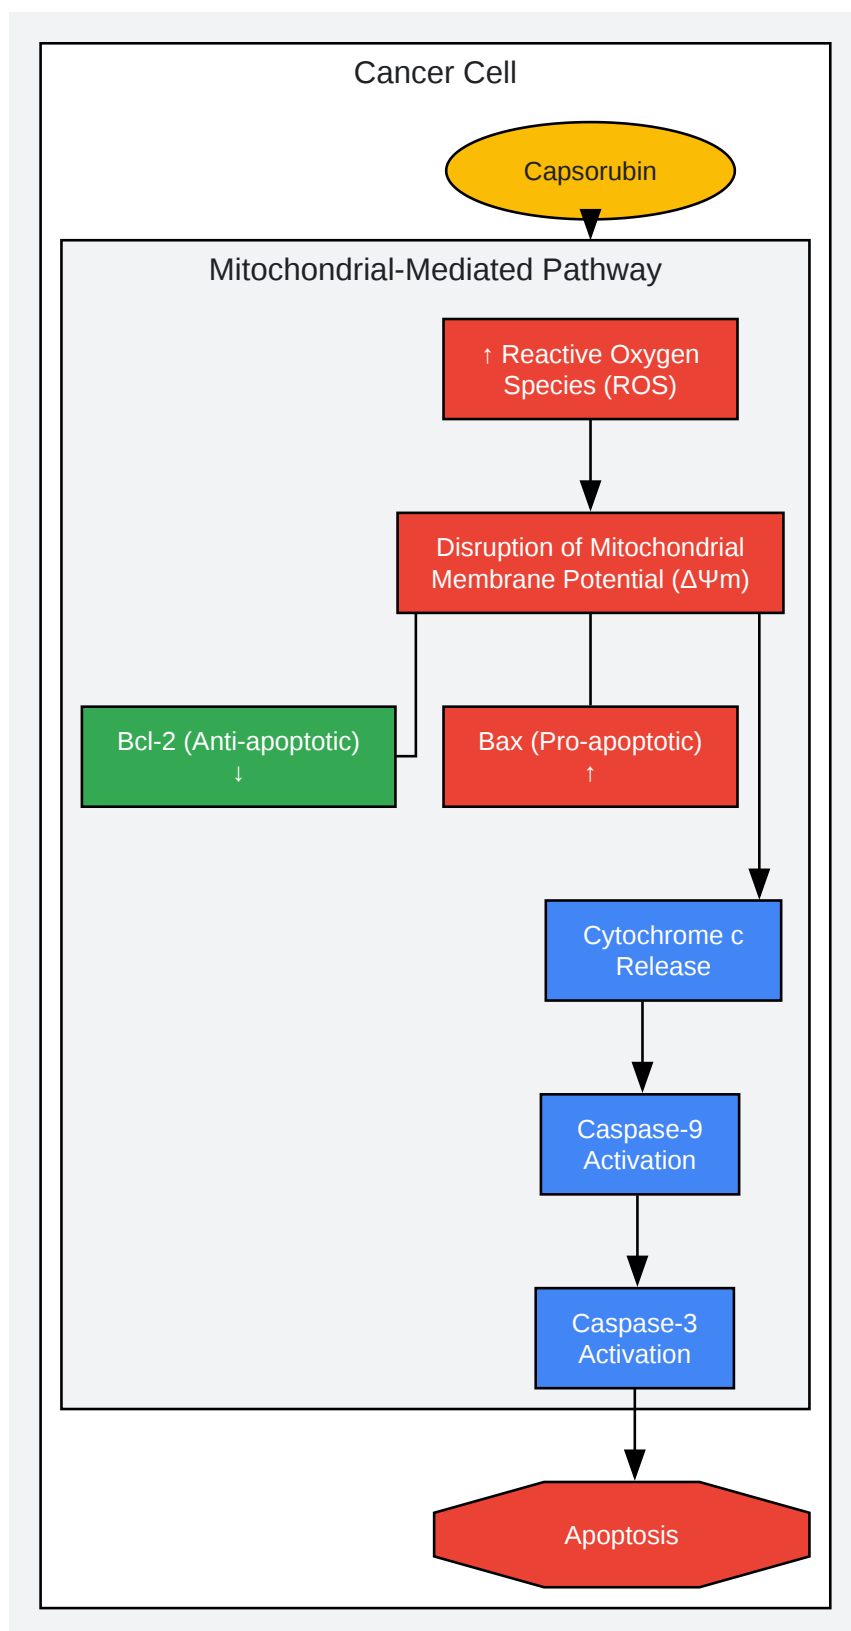 Cancer Cell
Capsorubin
Mitochondrial-Mediated Pathway
↑ Reactive Oxygen
Species (ROS)
Disruption of Mitochondrial
Membrane Potential (ΔΨm)
Bcl-2 (Anti-apoptotic)
↓
Bax (Pro-apoptotic)
↑
Cytochrome c
Release
Caspase-9
Activation
Caspase-3
Activation
Apoptosis